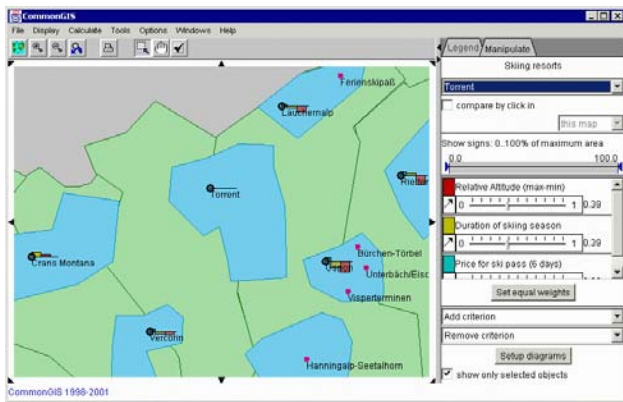 CommonGIS
File Display Calculate Tools Options Windows Help
Legend Manipulate
Skiing resorts
Torrent
compare by click in
this map
Show signs: 0..100% of maximum area
0.0 100.0
Relative Altitude (max-min)
0 1 0.39
Duration of skiing season
0 1 0.39
Price for ski pass (6 days)
Set equal weights
Add criterion
Remove criterion
Setup diagrams
show only selected objects
Ferienskipaß
Lauchernalp
Torrent
Crans Montana
Bürchen-Törbel
Visperterminen
Vercorin
Hannigalp-Seetalhorn
CommonGIS 1998-2001